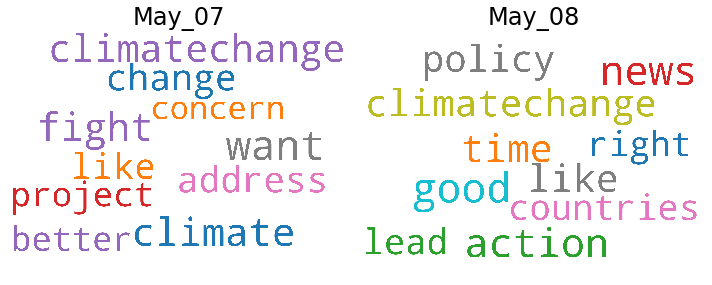 May_07
climatechange
change
concern
fight
want
like
address
project
better climate
May_08
policy
news
climatechange
time right
good like
countries
lead action